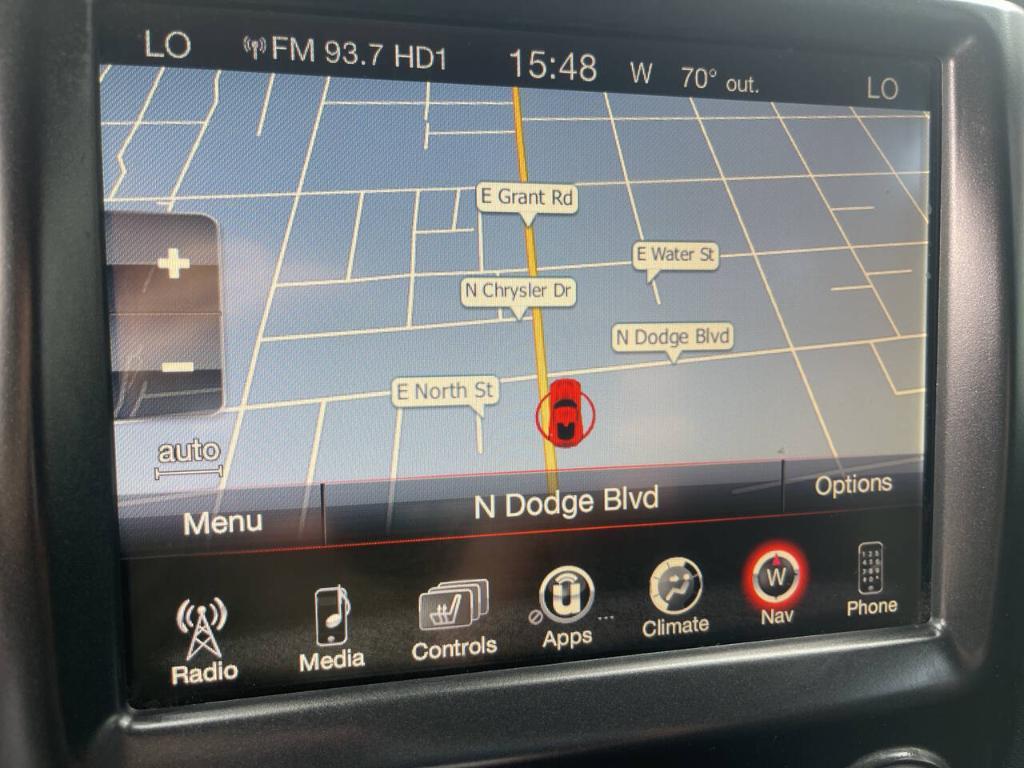 LO FM 93.7 HD1 15:48 W 70° out. LO
E Grant Rd
E Water St
N Chrysler Dr
N Dodge Blvd
E North St
+
−
auto
Menu N Dodge Blvd Options
U
W
Radio Media Controls Apps ... Climate Nav Phone